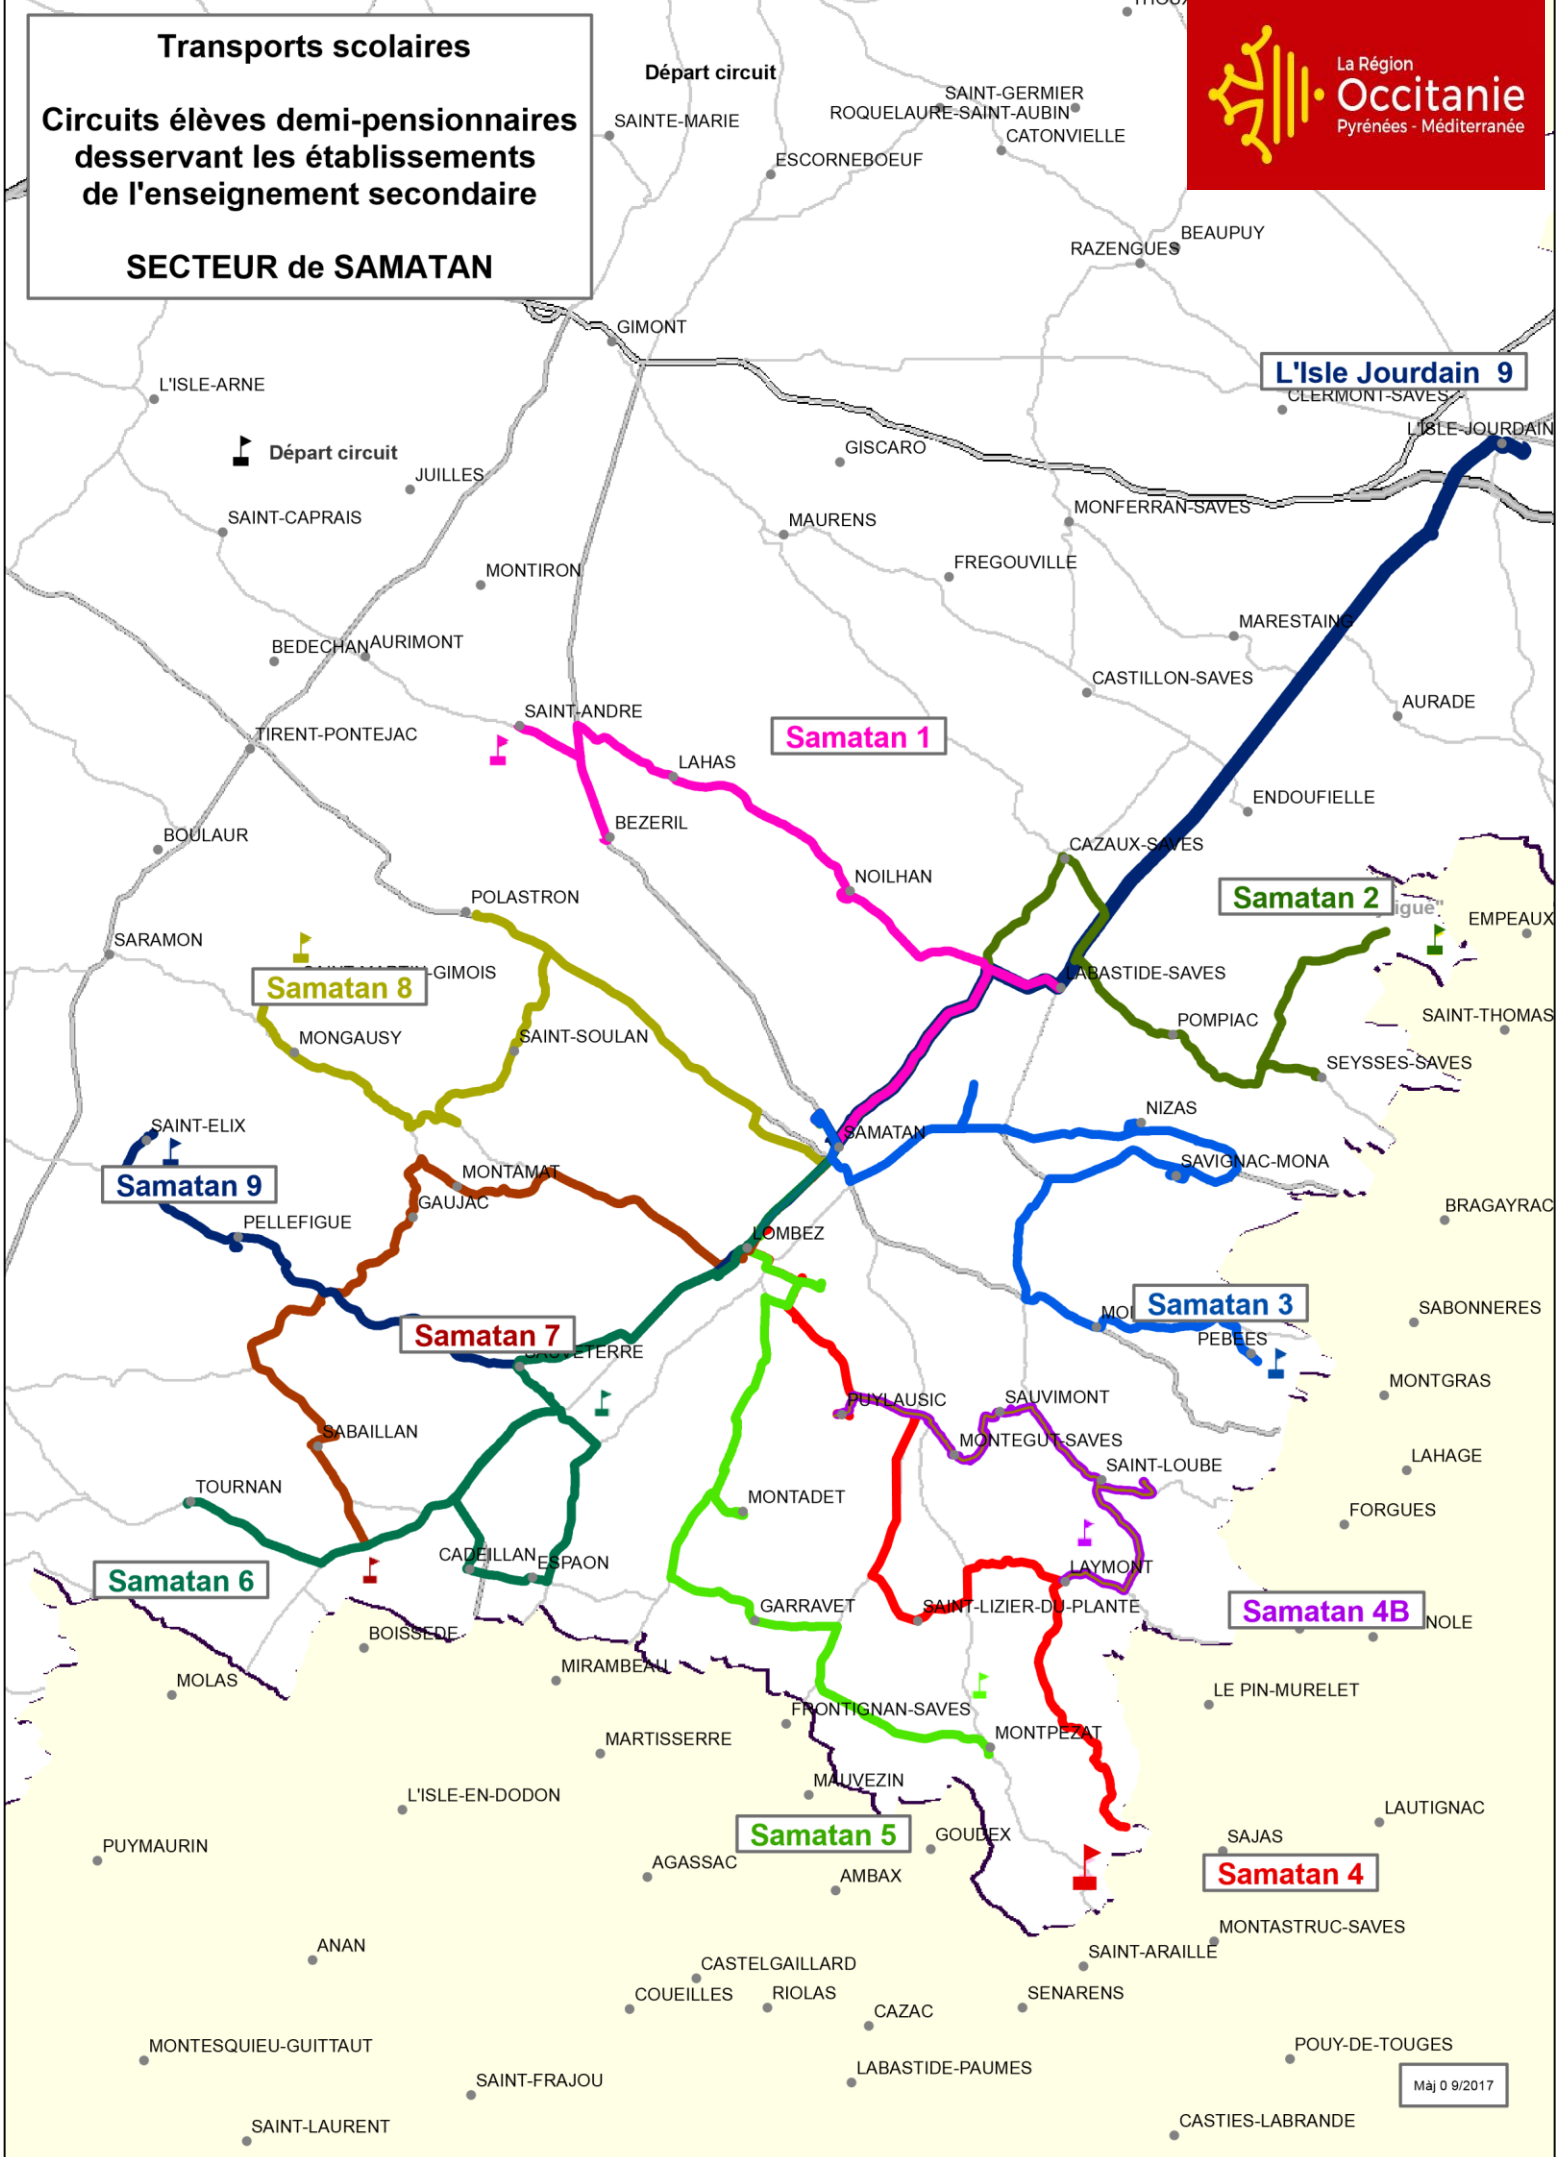 Transports scolaires
Circuits élèves demi-pensionnaires
desservant les établissements
de l'enseignement secondaire
SECTEUR de SAMATAN
Départ circuit
La Région
Occitanie
Pyrénées - Méditerranée
SAINTE-MARIE
SAINT-GERMIER
ROQUELAURE-SAINT-AUBIN
CATONVIELLE
ESCORNEBOEUF
BEAUPUY
RAZENGUES
GIMONT
L'Isle Jourdain 9
CLERMONT-SAVES
L'ISLE-ARNE
L'ISLE-JOURDAIN
Départ circuit
GISCARO
JUILLES
SAINT-CAPRAIS
MAURENS
MONFERRAN-SAVES
MONTIRON
FREGOUVILLE
MARESTAING
BEDECHAN
AURIMONT
CASTILLON-SAVES
AURADE
SAINT-ANDRE
TIRENT-PONTEJAC
Samatan 1
LAHAS
ENDOUFIELLE
BEZERIL
BOULAUR
CAZAUX-SAVES
NOILHAN
POLASTRON
Samatan 2
igue"
EMPEAUX
SARAMON
-GIMOIS
Samatan 8
LABASTIDE-SAVES
SAINT-THOMAS
MONGAUSY
SAINT-SOULAN
POMPIAC
SEYSSES-SAVES
NIZAS
SAINT-ELIX
SAMATAN
SAVIGNAC-MONA
Samatan 9
MONTAMAT
GAUJAC
BRAGAYRAC
PELLEFIGUE
LOMBEZ
Samatan 3
SABONNERES
Samatan 7
PEBEES
SAUVETERRE
MONTGRAS
PUYLAUSIC
SAUVIMONT
SABAILLAN
MONTEGUT-SAVES
LAHAGE
SAINT-LOUBE
TOURNAN
MONTADET
FORGUES
CADEILLAN
ESPAON
LAYMONT
Samatan 6
GARRAVET
SAINT-LIZIER-DU-PLANTE
Samatan 4B
NOLE
BOISSEDE
MIRAMBEAU
MOLAS
LE PIN-MURELET
FRONTIGNAN-SAVES
MONTPEZAT
MARTISSERRE
MAUVEZIN
L'ISLE-EN-DODON
LAUTIGNAC
Samatan 5
GOUDEX
SAJAS
PUYMAURIN
AGASSAC
AMBAX
Samatan 4
MONTASTRUC-SAVES
ANAN
SAINT-ARAILLE
CASTELGAILLARD
COUEILLES
RIOLAS
SENARENS
CAZAC
MONTESQUIEU-GUITTAUT
POUY-DE-TOUGES
LABASTIDE-PAUMES
SAINT-FRAJOU
Màj 0 9/2017
SAINT-LAURENT
CASTIES-LABRANDE